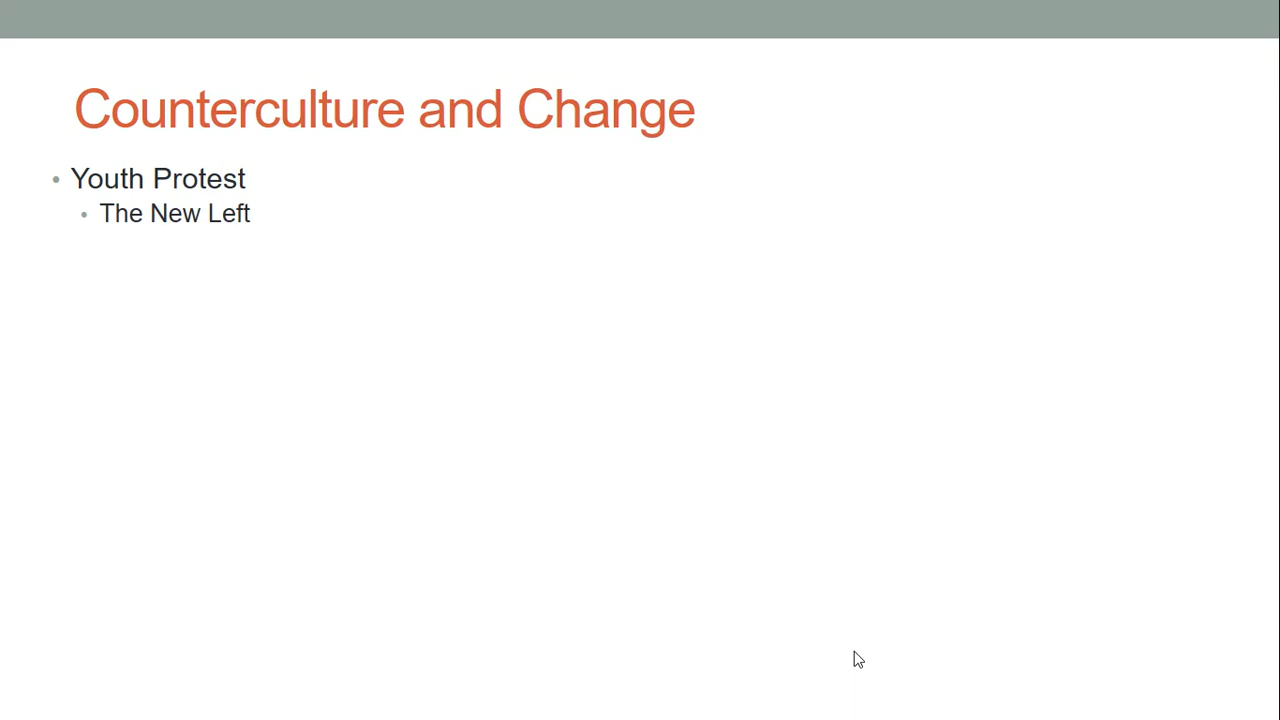 Counterculture and Change
• Youth Protest
• The New Left